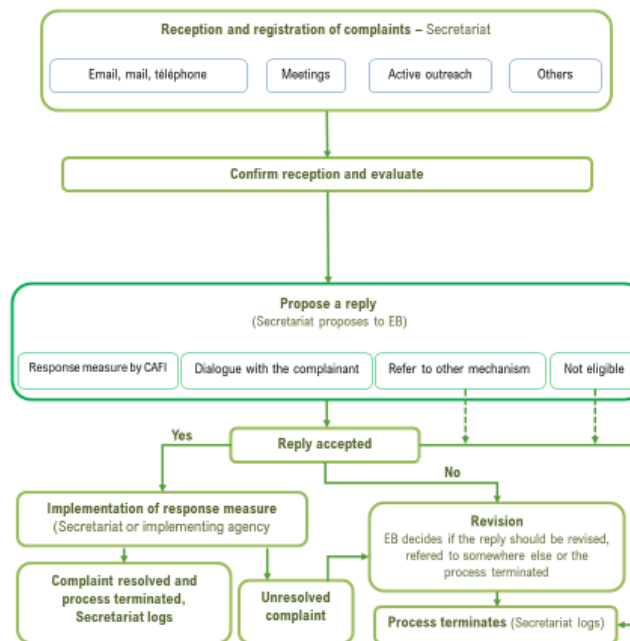 Reception and registration of complaints – Secretariat
Email, mail, téléphone
Meetings
Active outreach
Others
Confirm reception and evaluate
Propose a reply
(Secretariat proposes to EB)
Response measure by CAFI
Dialogue with the complainant
Refer to other mechanism
Not eligible
Yes
Reply accepted
No
Implementation of response measure
(Secretariat or implementing agency
Revision
EB decides if the reply should be revised,
refered to somewhere else or the
process terminated
Complaint resolved and
process terminated,
Secretariat logs
Unresolved
complaint
Process terminates (Secretariat logs)